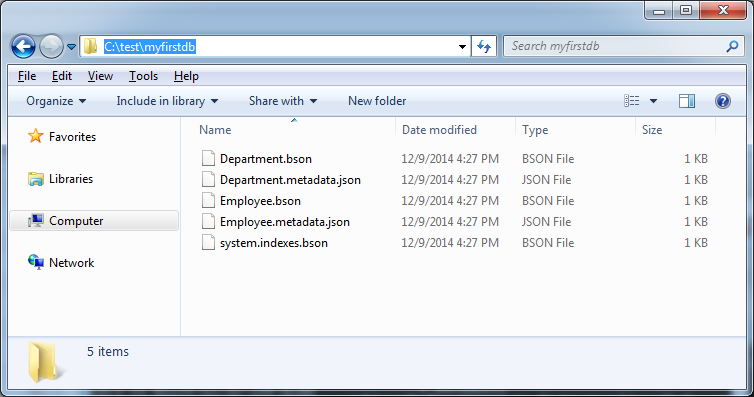 C:\test\myfirstdb
Search myfirstdb
File Edit View Tools Help
Organize Include in library Share with New folder
Favorites
Libraries
Computer
Network
Name Date modified Type Size
Department.bson 12/9/2014 4:27 PM BSON File 1 KB
Department.metadata.json 12/9/2014 4:27 PM JSON File 1 KB
Employee.bson 12/9/2014 4:27 PM BSON File 1 KB
Employee.metadata.json 12/9/2014 4:27 PM JSON File 1 KB
system.indexes.bson 12/9/2014 4:27 PM BSON File 1 KB
5 items